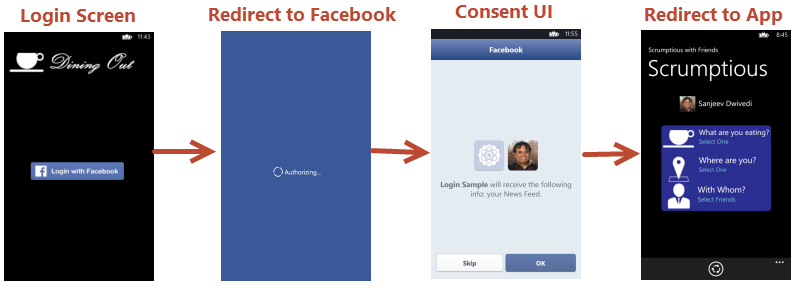 Login Screen
Redirect to Facebook
Consent UI
Redirect to App
11:43
Dining Out
Login with Facebook
Authorizing...
11:55
Facebook
Login Sample will receive the following
info: your News Feed.
Skip
OK
8:45
Scrumptious with Friends
Scrumptious
Sanjeev Dwivedi
What are you eating?
Select One
Where are you?
Select One
With Whom?
Select Friends